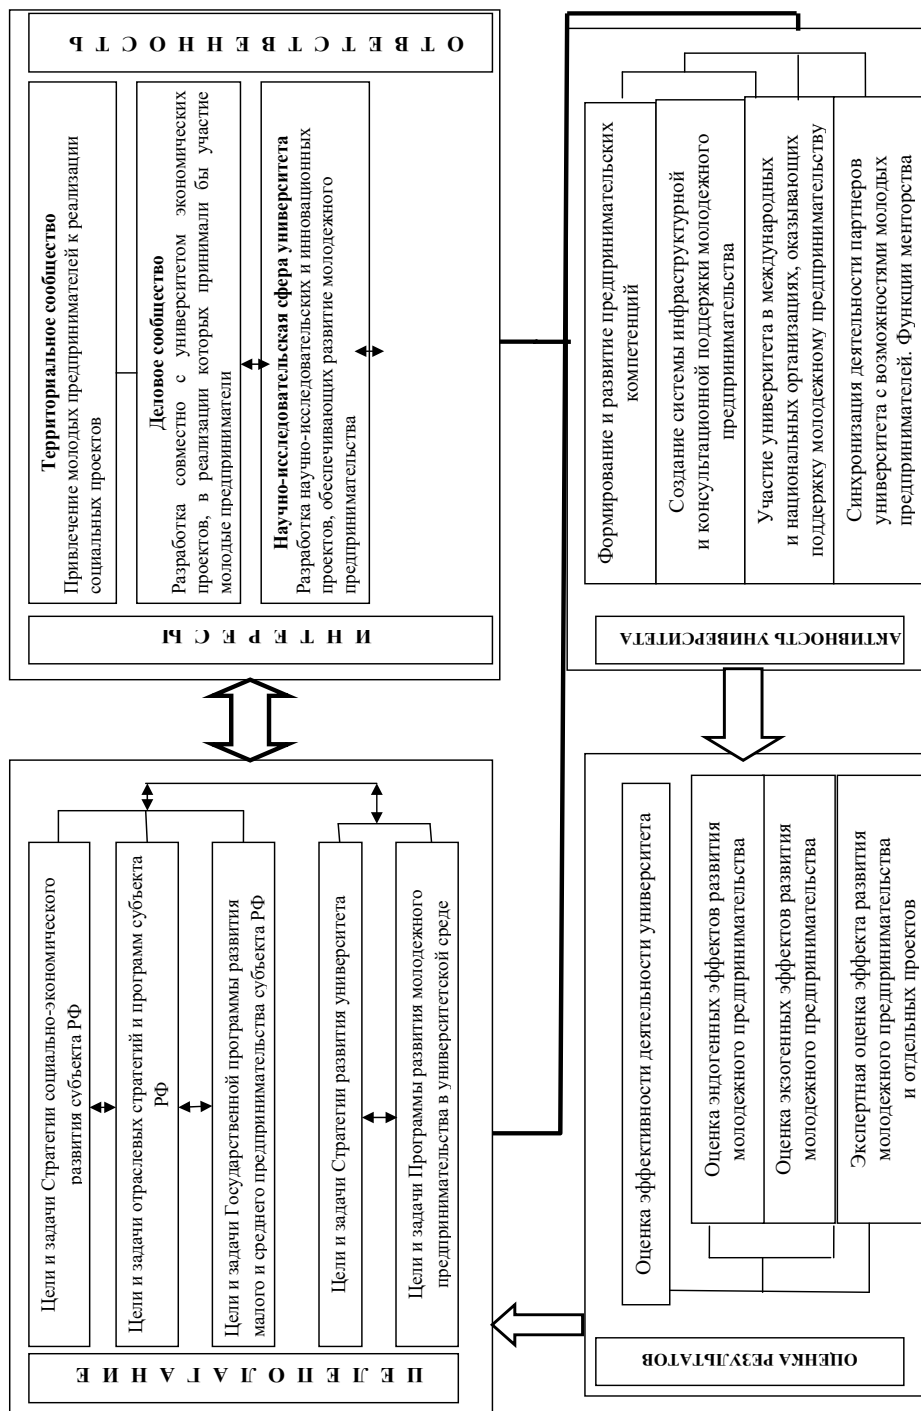 ЦЕЛЕПОЛАГАНИЕ
Цели и задачи Стратегии социально-экономического
развития субъекта РФ
Цели и задачи отраслевых стратегий и программ субъекта
РФ
Цели и задачи Государственной программы развития
малого и среднего предпринимательства субъекта РФ
Цели и задачи Стратегии развития университета
Цели и задачи Программы развития молодежного
предпринимательства в университетской среде
ИНТЕРЕСЫ
Территориальное сообщество
Привлечение молодых предпринимателей к реализации
социальных проектов
Деловое сообщество
Разработка совместно с университетом экономических
проектов, в реализации которых принимали бы участие
молодые предприниматели
Научно-исследовательская сфера университета
Разработка научно-исследовательских и инновационных
проектов, обеспечивающих развитие молодежного
предпринимательства
ОТВЕТСТВЕННОСТЬ
ОЦЕНКА РЕЗУЛЬТАТОВ
Оценка эффективности деятельности университета
Оценка эндогенных эффектов развития
молодежного предпринимательства
Оценка экзогенных эффектов развития
молодежного предпринимательства
Экспертная оценка эффекта развития
молодежного предпринимательства
и отдельных проектов
АКТИВНОСТЬ УНИВЕРСИТЕТА
Формирование и развитие предпринимательских
компетенций
Создание системы инфраструктурной
и консультационной поддержки молодежного
предпринимательства
Участие университета в международных
и национальных организациях, оказывающих
поддержку молодежному предпринимательству
Синхронизация деятельности партнеров
университета с возможностями молодых
предпринимателей. Функции менторства